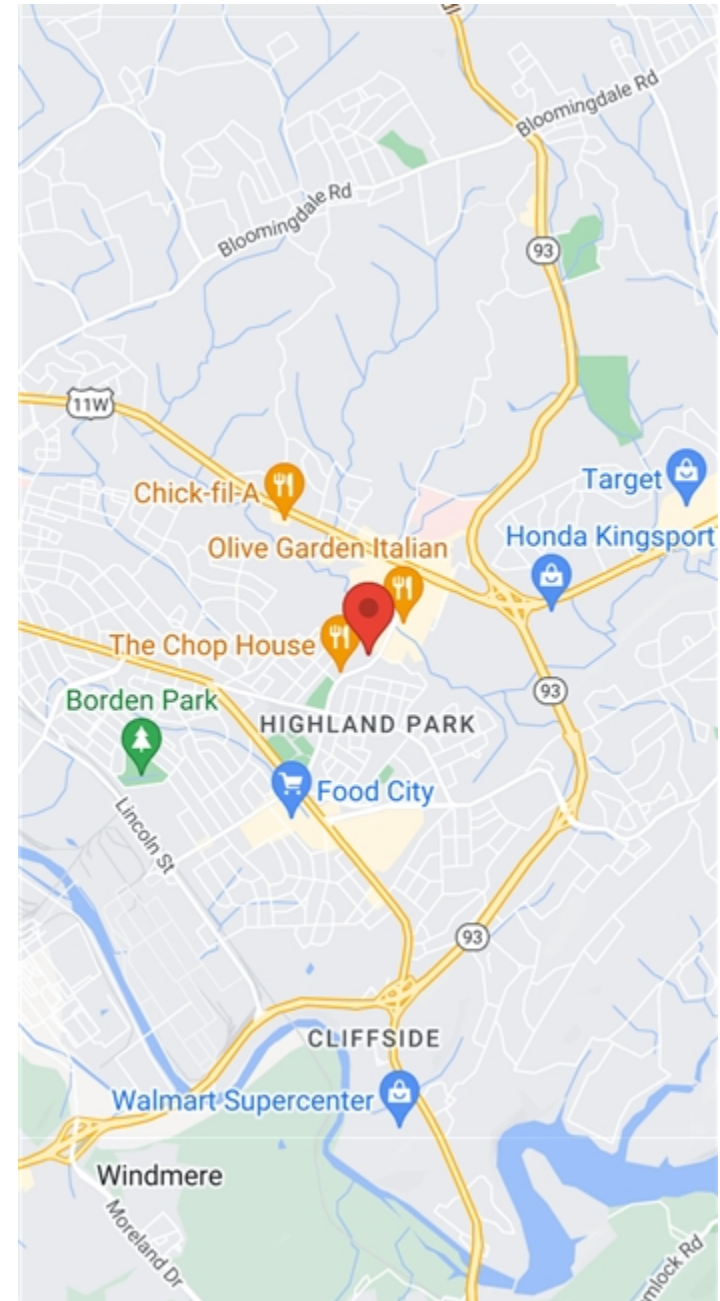 Bloomingdale Rd
Bloomingdale Rd
93
11W
Chick-fil-A
Target
Honda Kingsport
Olive Garden Italian
The Chop House
93
Borden Park
HIGHLAND PARK
Food City
Lincoln St
93
CLIFFSIDE
Walmart Supercenter
Windmere
Moreland Dr
mlock Rd